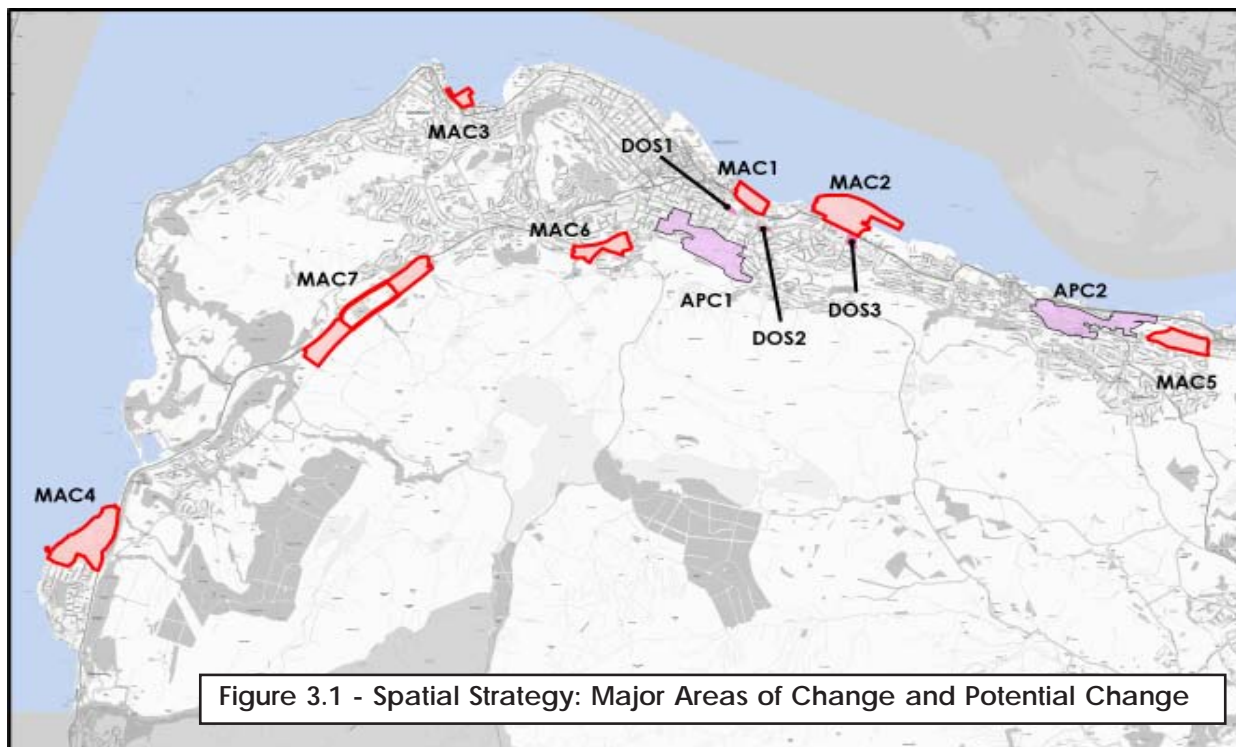 MAC3
DOS1
MAC1
MAC2
MAC6
MAC7
APC1
DOS2
DOS3
APC2
MAC5
MAC4
Figure 3.1 - Spatial Strategy: Major Areas of Change and Potential Change